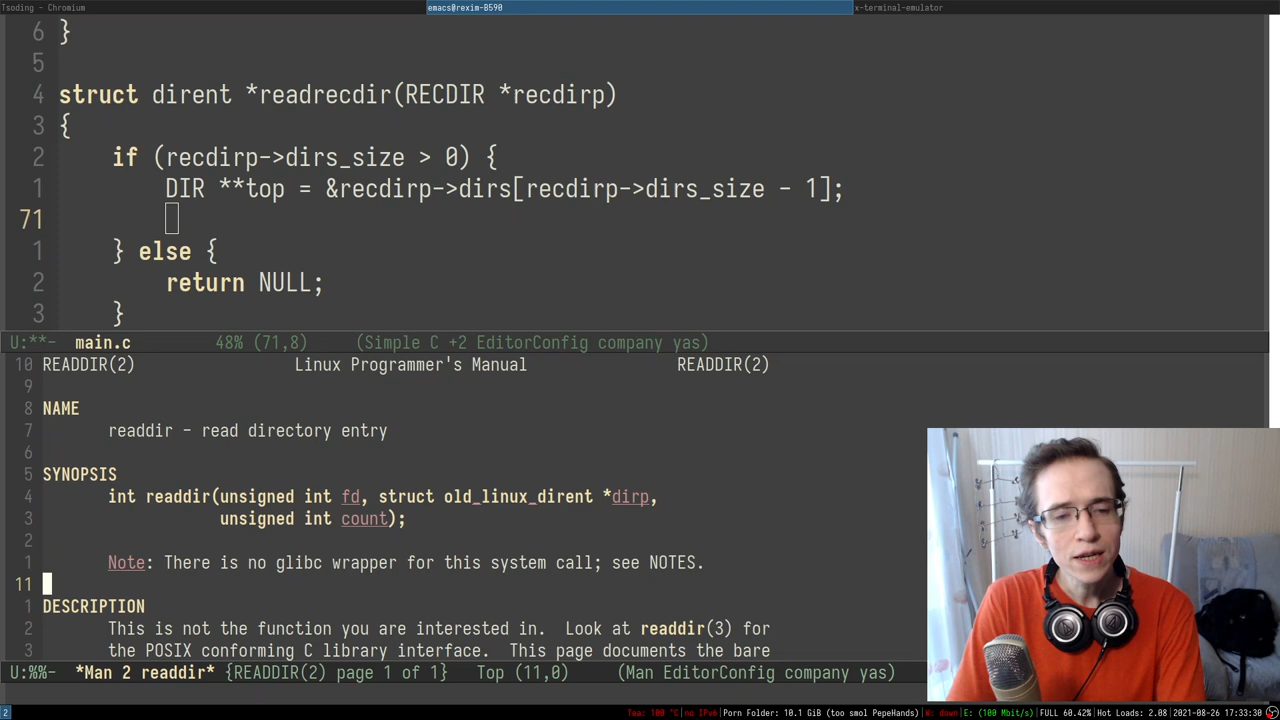 Tsoding - Chromium
emacs@rexim-B590
x-terminal-emulator
6 }
5
4 struct dirent *readrecdir(RECDIR *recdirp)
3 {
2 if (recdirp->dirs_size > 0) {
1 DIR **top = &recdirp->dirs[recdirp->dirs_size - 1];
71
1 } else {
2 return NULL;
3 }
U:**- main.c 48% (71,8) (Simple C +2 EditorConfig company yas)
10 READDIR(2) Linux Programmer's Manual READDIR(2)
9
8 NAME
7 readdir - read directory entry
6
5 SYNOPSIS
4 int readdir(unsigned int fd, struct old_linux_dirent *dirp,
3 unsigned int count);
2
1 Note: There is no glibc wrapper for this system call; see NOTES.
11
1 DESCRIPTION
2 This is not the function you are interested in. Look at readdir(3) for
3 the POSIX conforming C library interface. This page documents the bare
U:%%- *Man 2 readdir* {READDIR(2) page 1 of 1} Top (11,0) (Man EditorConfig company yas)
2
Tea: 100 °C|no IPv6|Porn Folder: 10.1 GiB (too smol PepeHands)|W: down|E: (100 Mbit/s)|FULL 60.42%|Hot Loads: 2.08|2021-08-26 17:33:30